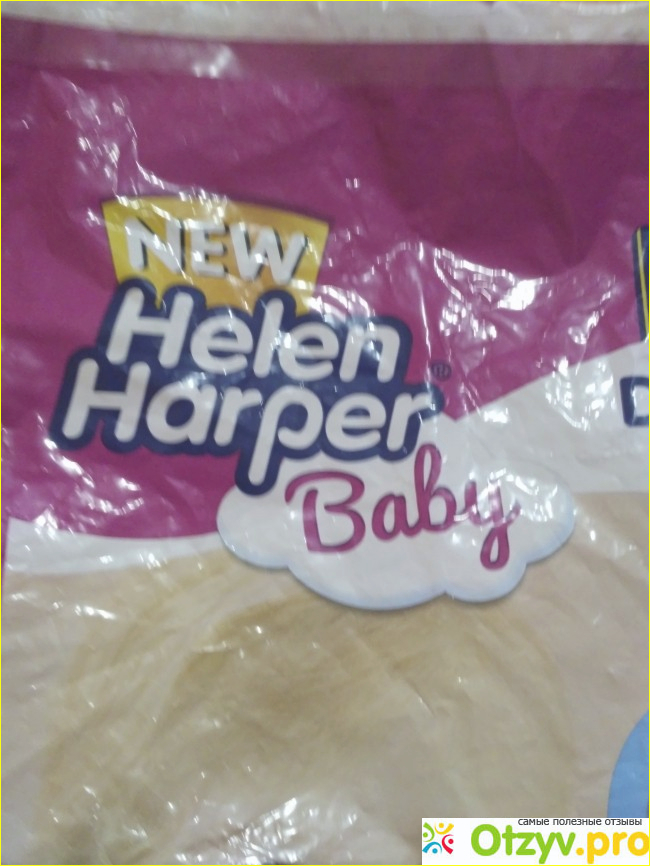 NEW
Helen
Harper®
Baby
D
самые полезные отзывы
Otzyv.pro